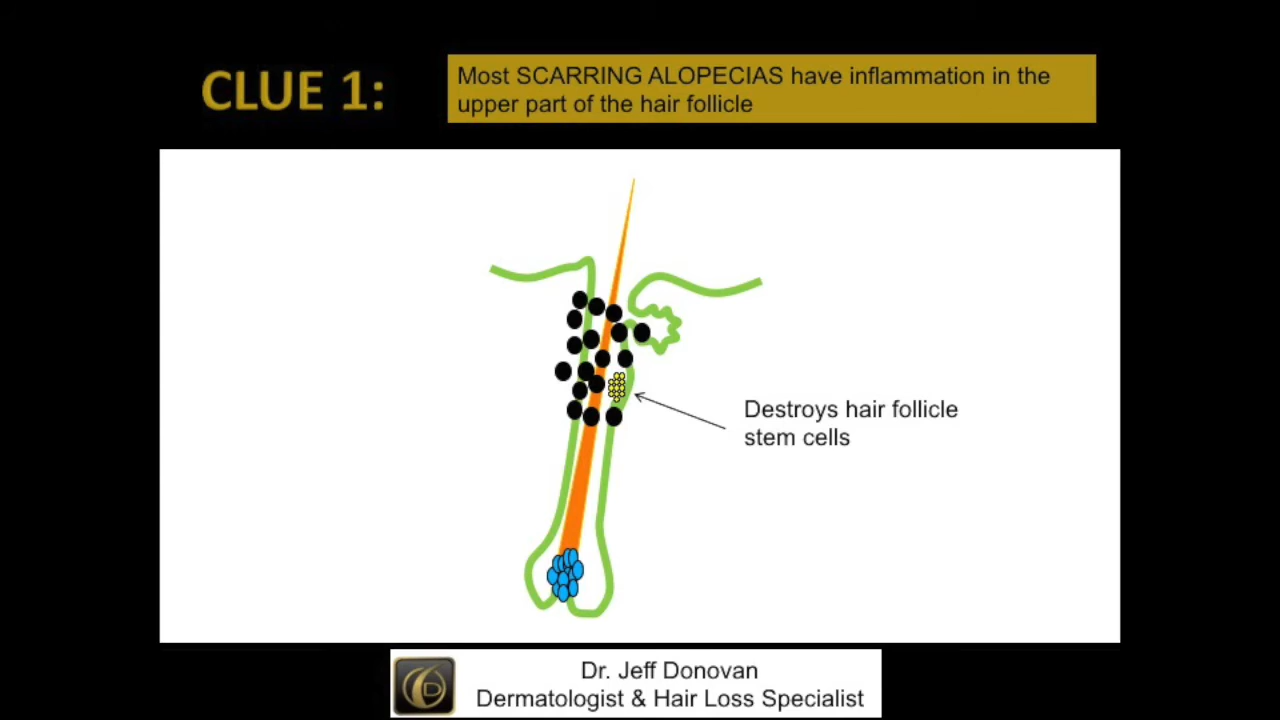 CLUE 1:
Most SCARRING ALOPECIAS have inflammation in the
upper part of the hair follicle
Destroys hair follicle
stem cells
D
Dr. Jeff Donovan
Dermatologist & Hair Loss Specialist